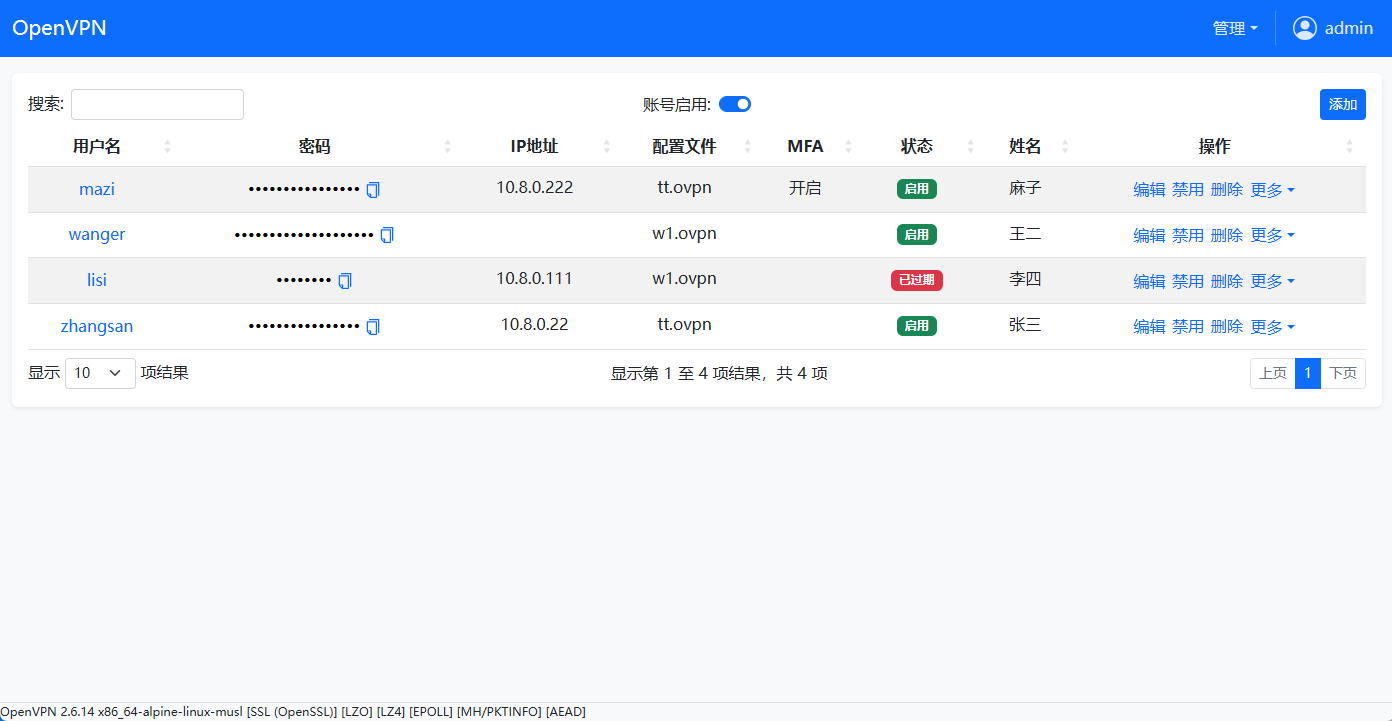 OpenVPN 管理 admin
搜索: 账号启用: 添加
用户名 密码 IP地址 配置文件 MFA 状态 姓名 操作
mazi •••••••••••••••• 10.8.0.222 tt.ovpn 开启 启用 麻子 编辑 禁用 删除 更多
wanger •••••••••••••••••••• w1.ovpn 启用 王二 编辑 禁用 删除 更多
lisi •••••••• 10.8.0.111 w1.ovpn 已过期 李四 编辑 禁用 删除 更多
zhangsan •••••••••••••••• 10.8.0.22 tt.ovpn 启用 张三 编辑 禁用 删除 更多
显示 10 项结果 显示第 1 至 4 项结果，共 4 项 上页 1 下页
OpenVPN 2.6.14 x86_64-alpine-linux-musl [SSL (OpenSSL)] [LZO] [LZ4] [EPOLL] [MH/PKTINFO] [AEAD]